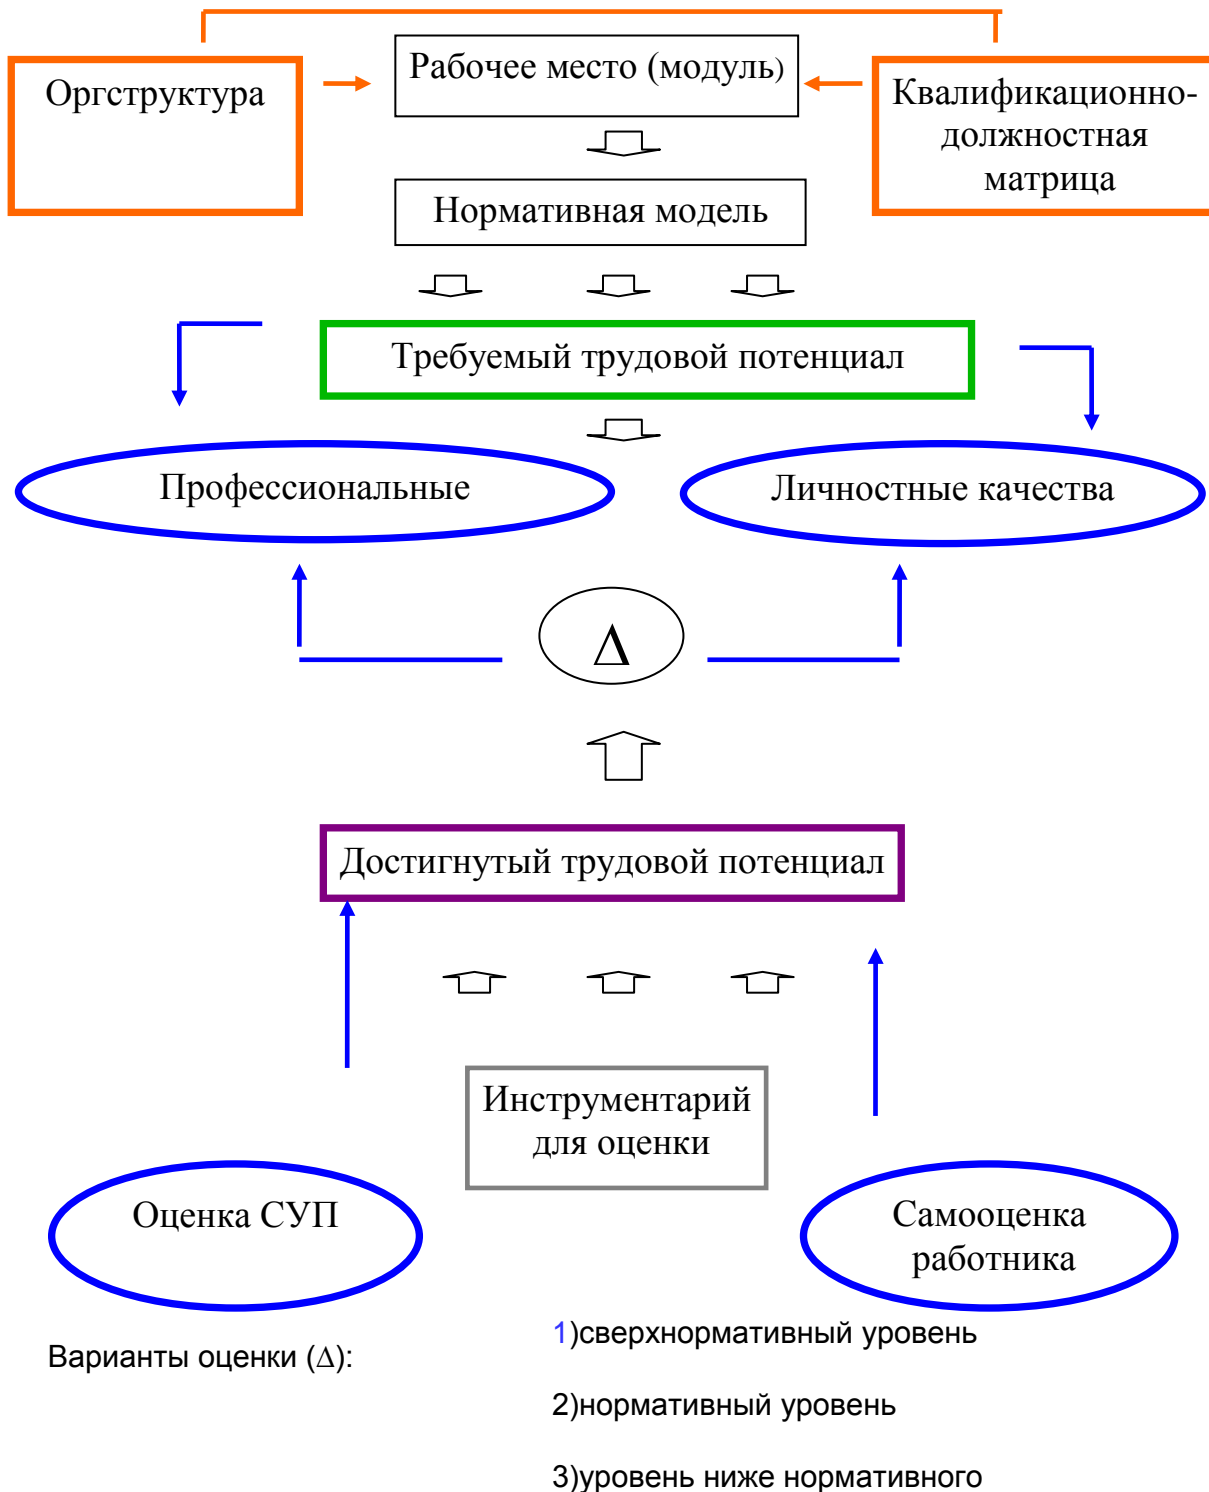 Оргструктура
Рабочее место (модуль)
Квалификационно-
должностная
матрица
Нормативная модель
Требуемый трудовой потенциал
Профессиональные
Личностные качества
Δ
Достигнутый трудовой потенциал
Инструментарий
для оценки
Оценка СУП
Самооценка
работника
Варианты оценки (Δ):
1)сверхнормативный уровень
2)нормативный уровень
3)уровень ниже нормативного